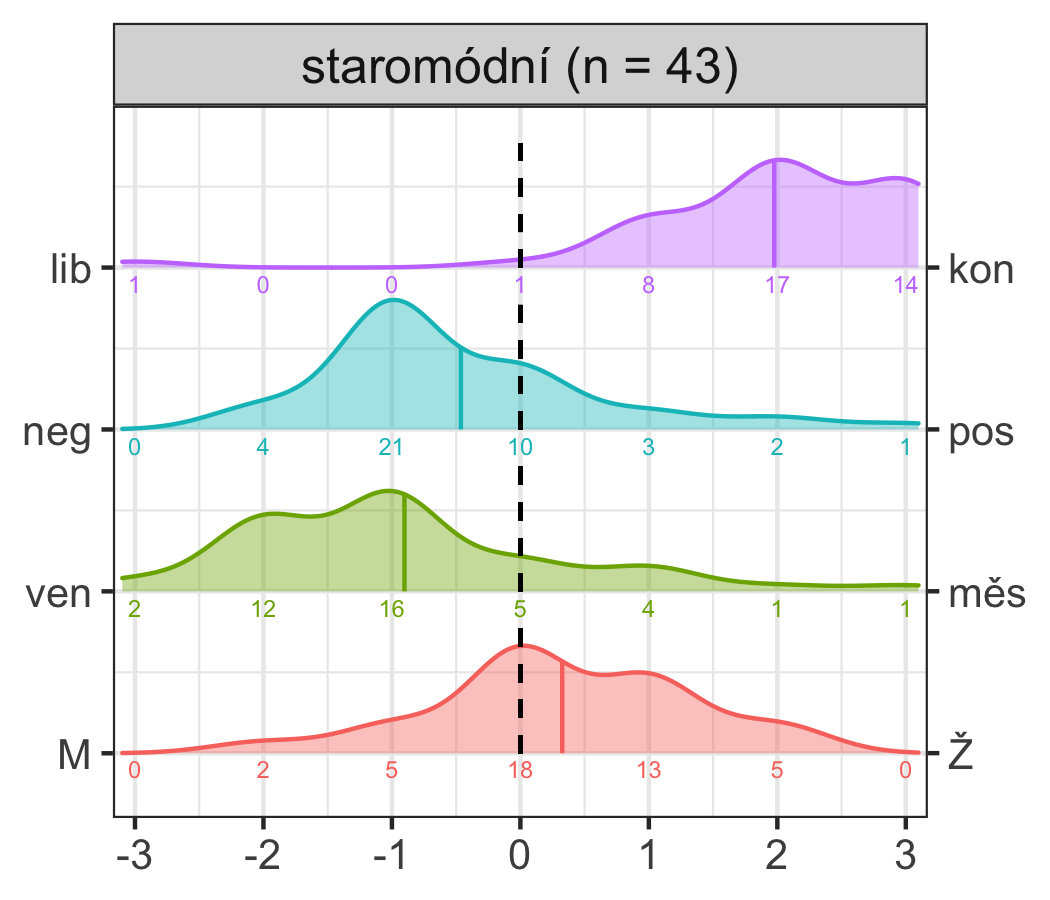 staromódní (n = 43)
lib kon
1 0 0 1 8 17 14
neg pos
0 4 21 10 3 2 1
ven měs
2 12 16 5 4 1 1
M Ž
0 2 5 18 13 5 0
-3 -2 -1 0 1 2 3